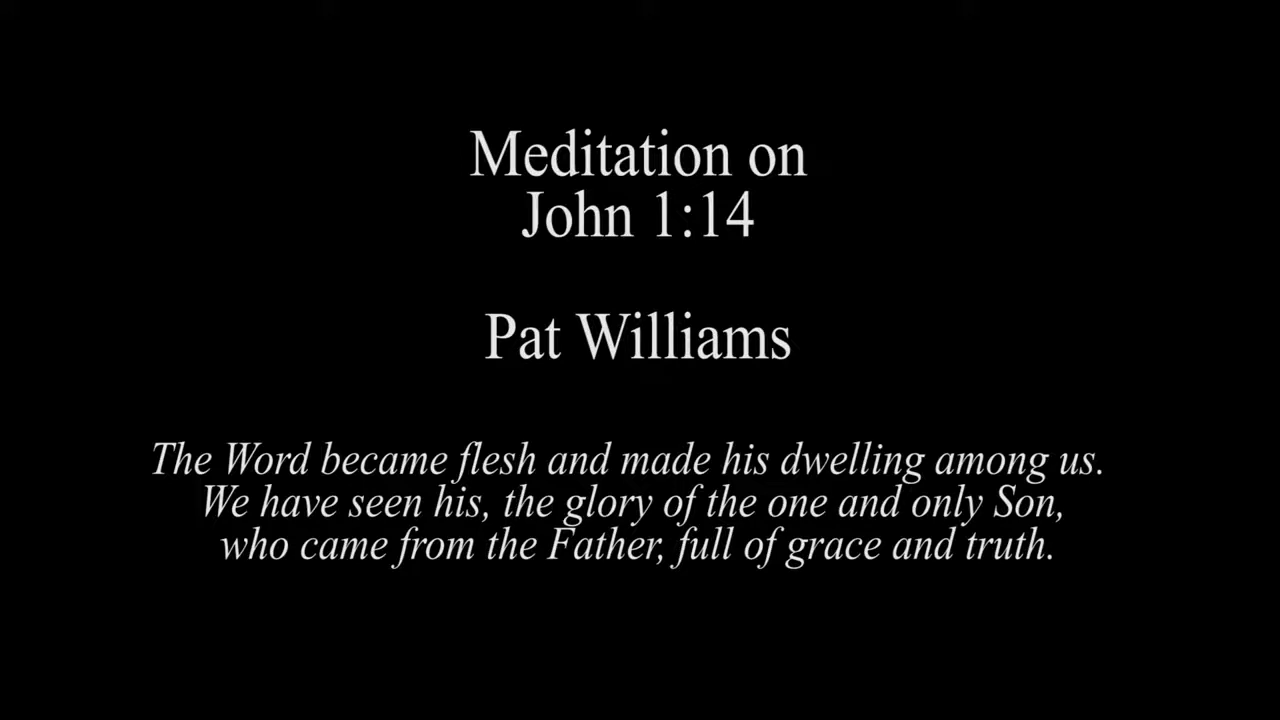 Meditation on
John 1:14
Pat Williams
The Word became flesh and made his dwelling among us.
We have seen his, the glory of the one and only Son,
who came from the Father, full of grace and truth.